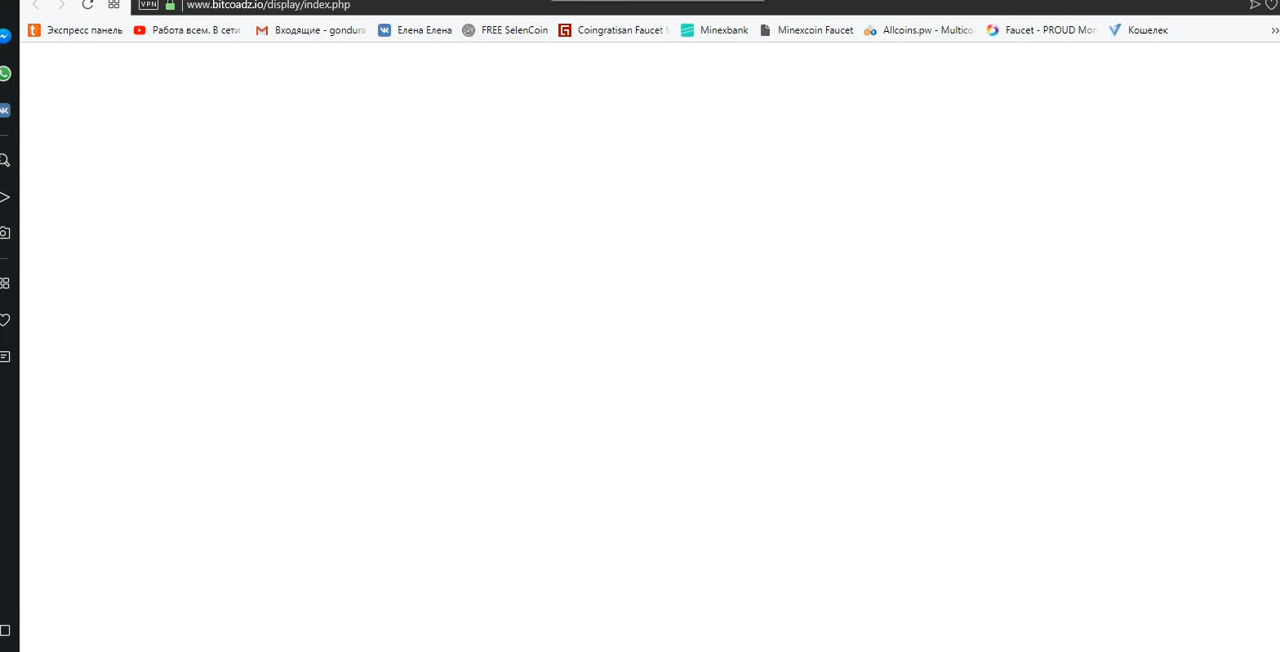 VPN www.bitcoadz.io/display/index.php
Экспресс панель Работа всем. В сети Входящие - gondura Елена Елена FREE SelenCoin Coingratisan Faucet Minexbank Minexcoin Faucet Allcoins.pw - Multico Faucet - PROUD Mon Кошелек